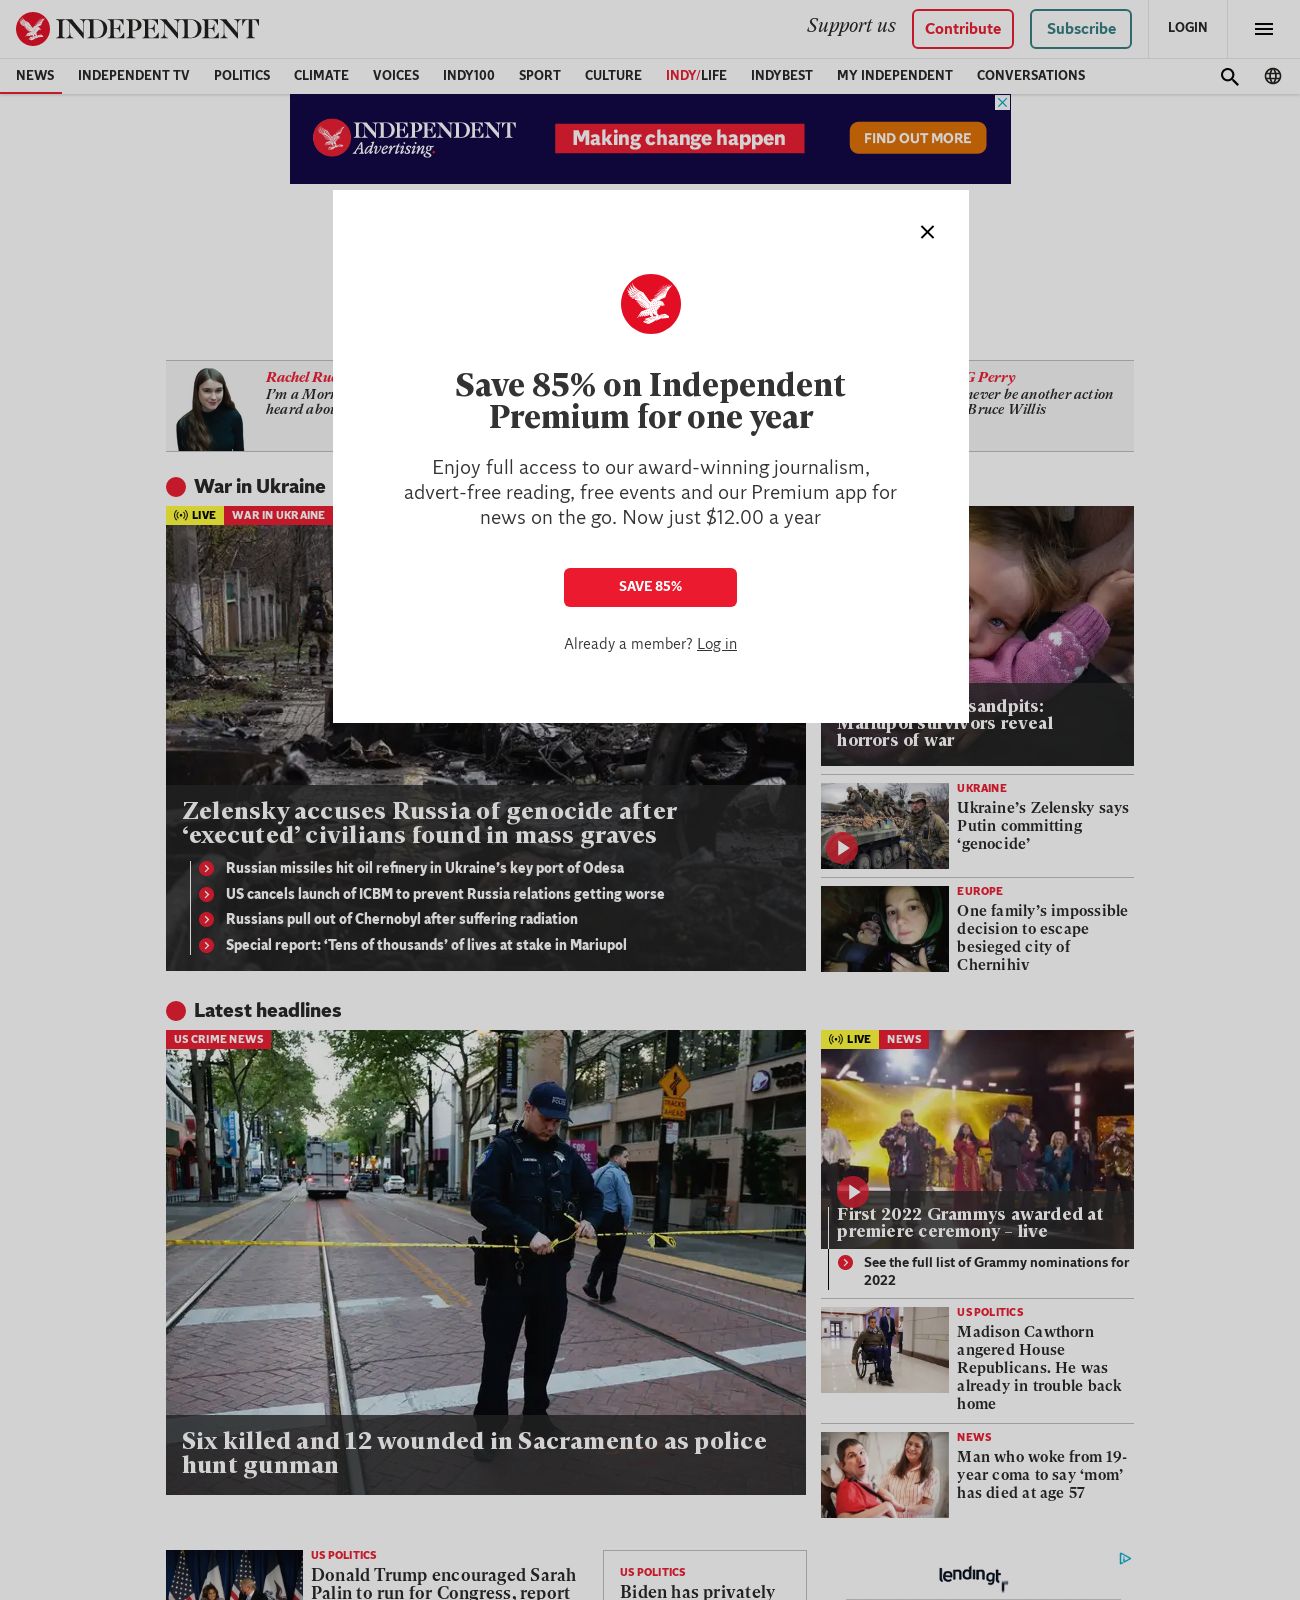 INDEPENDENT
Support us
Contribute
Subscribe
LOGIN
NEWS INDEPENDENT TV POLITICS CLIMATE VOICES INDY100 SPORT CULTURE INDY/LIFE INDYBEST MY INDEPENDENT CONVERSATIONS
INDEPENDENT
Advertising.
Making change happen
FIND OUT MORE
Save 85% on Independent
Premium for one year
Enjoy full access to our award-winning journalism,
advert-free reading, free events and our Premium app for
news on the go. Now just $12.00 a year
SAVE 85%
Already a member? Log in
Rachel
I'm a
heard
Perry
never be another action
Bruce Willis
War in Ukraine
LIVE WAR IN UKRAINE
Zelensky accuses Russia of genocide after
‘executed’ civilians found in mass graves
Russian missiles hit oil refinery in Ukraine’s key port of Odesa
US cancels launch of ICBM to prevent Russia relations getting worse
Russians pull out of Chernobyl after suffering radiation
Special report: ‘Tens of thousands’ of lives at stake in Mariupol
sandpits:
Mariupol survivors reveal
horrors of war
UKRAINE
Ukraine’s Zelensky says
Putin committing
‘genocide’
EUROPE
One family’s impossible
decision to escape
besieged city of
Chernihiv
Latest headlines
US CRIME NEWS
TRACKS
AHEAD
Six killed and 12 wounded in Sacramento as police
hunt gunman
LIVE NEWS
First 2022 Grammys awarded at
premiere ceremony – live
See the full list of Grammy nominations for
2022
US POLITICS
Madison Cawthorn
angered House
Republicans. He was
already in trouble back
home
NEWS
Man who woke from 19-
year coma to say ‘mom’
has died at age 57
US POLITICS
Donald Trump encouraged Sarah
Palin to run for Congress, report
US POLITICS
Biden has privately